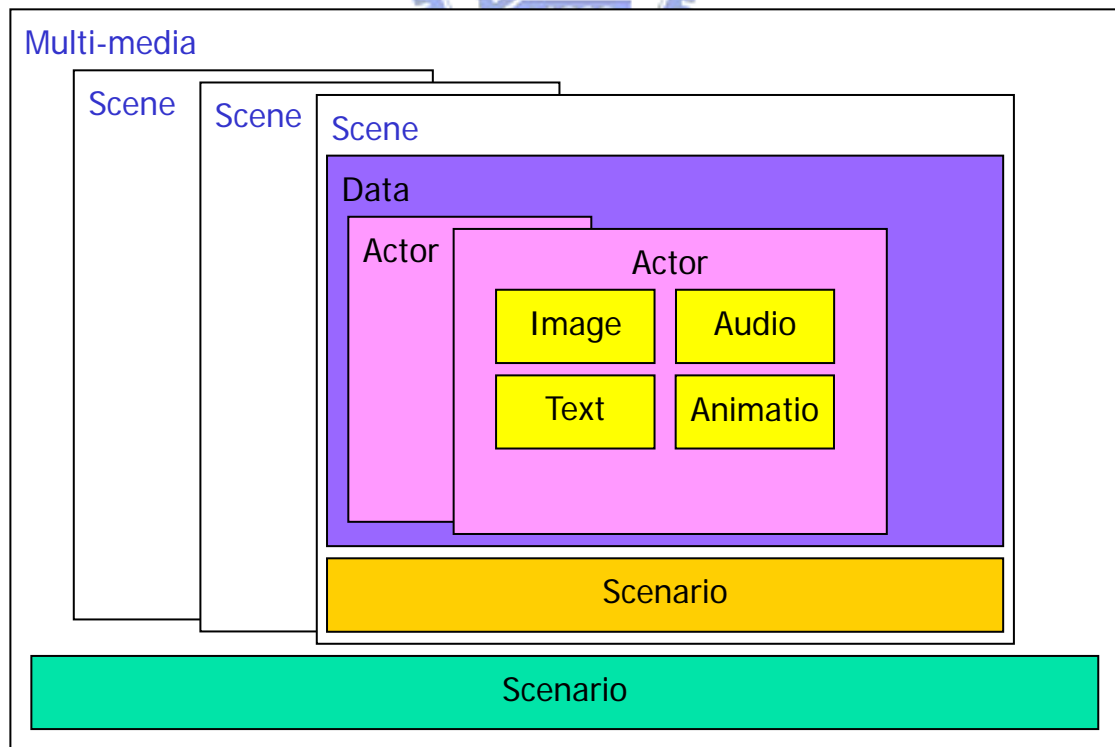 Multi-media
Scene
Scene
Scene
Data
Actor
Actor
Image
Audio
Text
Animatio
Scenario
Scenario